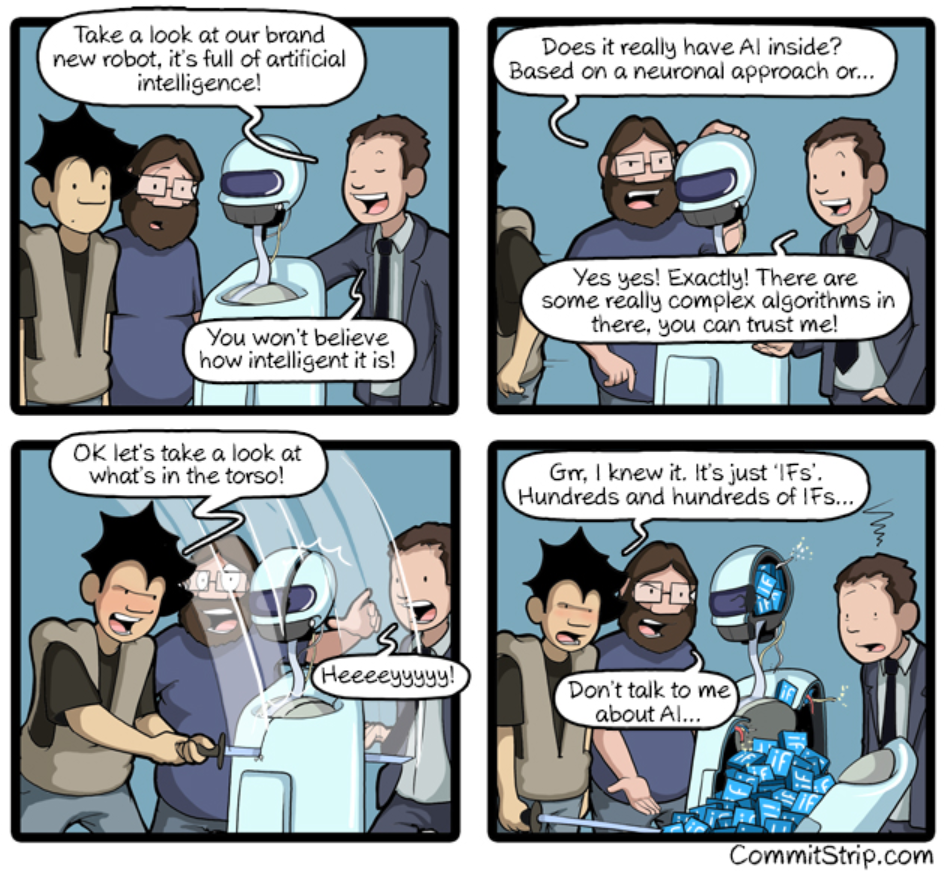 Take a look at our brand
new robot, it's full of artificial
intelligence!
You won't believe
how intelligent it is!
Does it really have AI inside?
Based on a neuronal approach or...
Yes yes! Exactly! There are
some really complex algorithms in
there, you can trust me!
OK let's take a look at
what's in the torso!
Heeeeyyyyy!
Grr, I knew it. It's just 'IFs'.
Hundreds and hundreds of IFs...
Don't talk to me
about AI...
iF
iF
iF
iF
iF
iF
iF
iF
CommitStrip.com